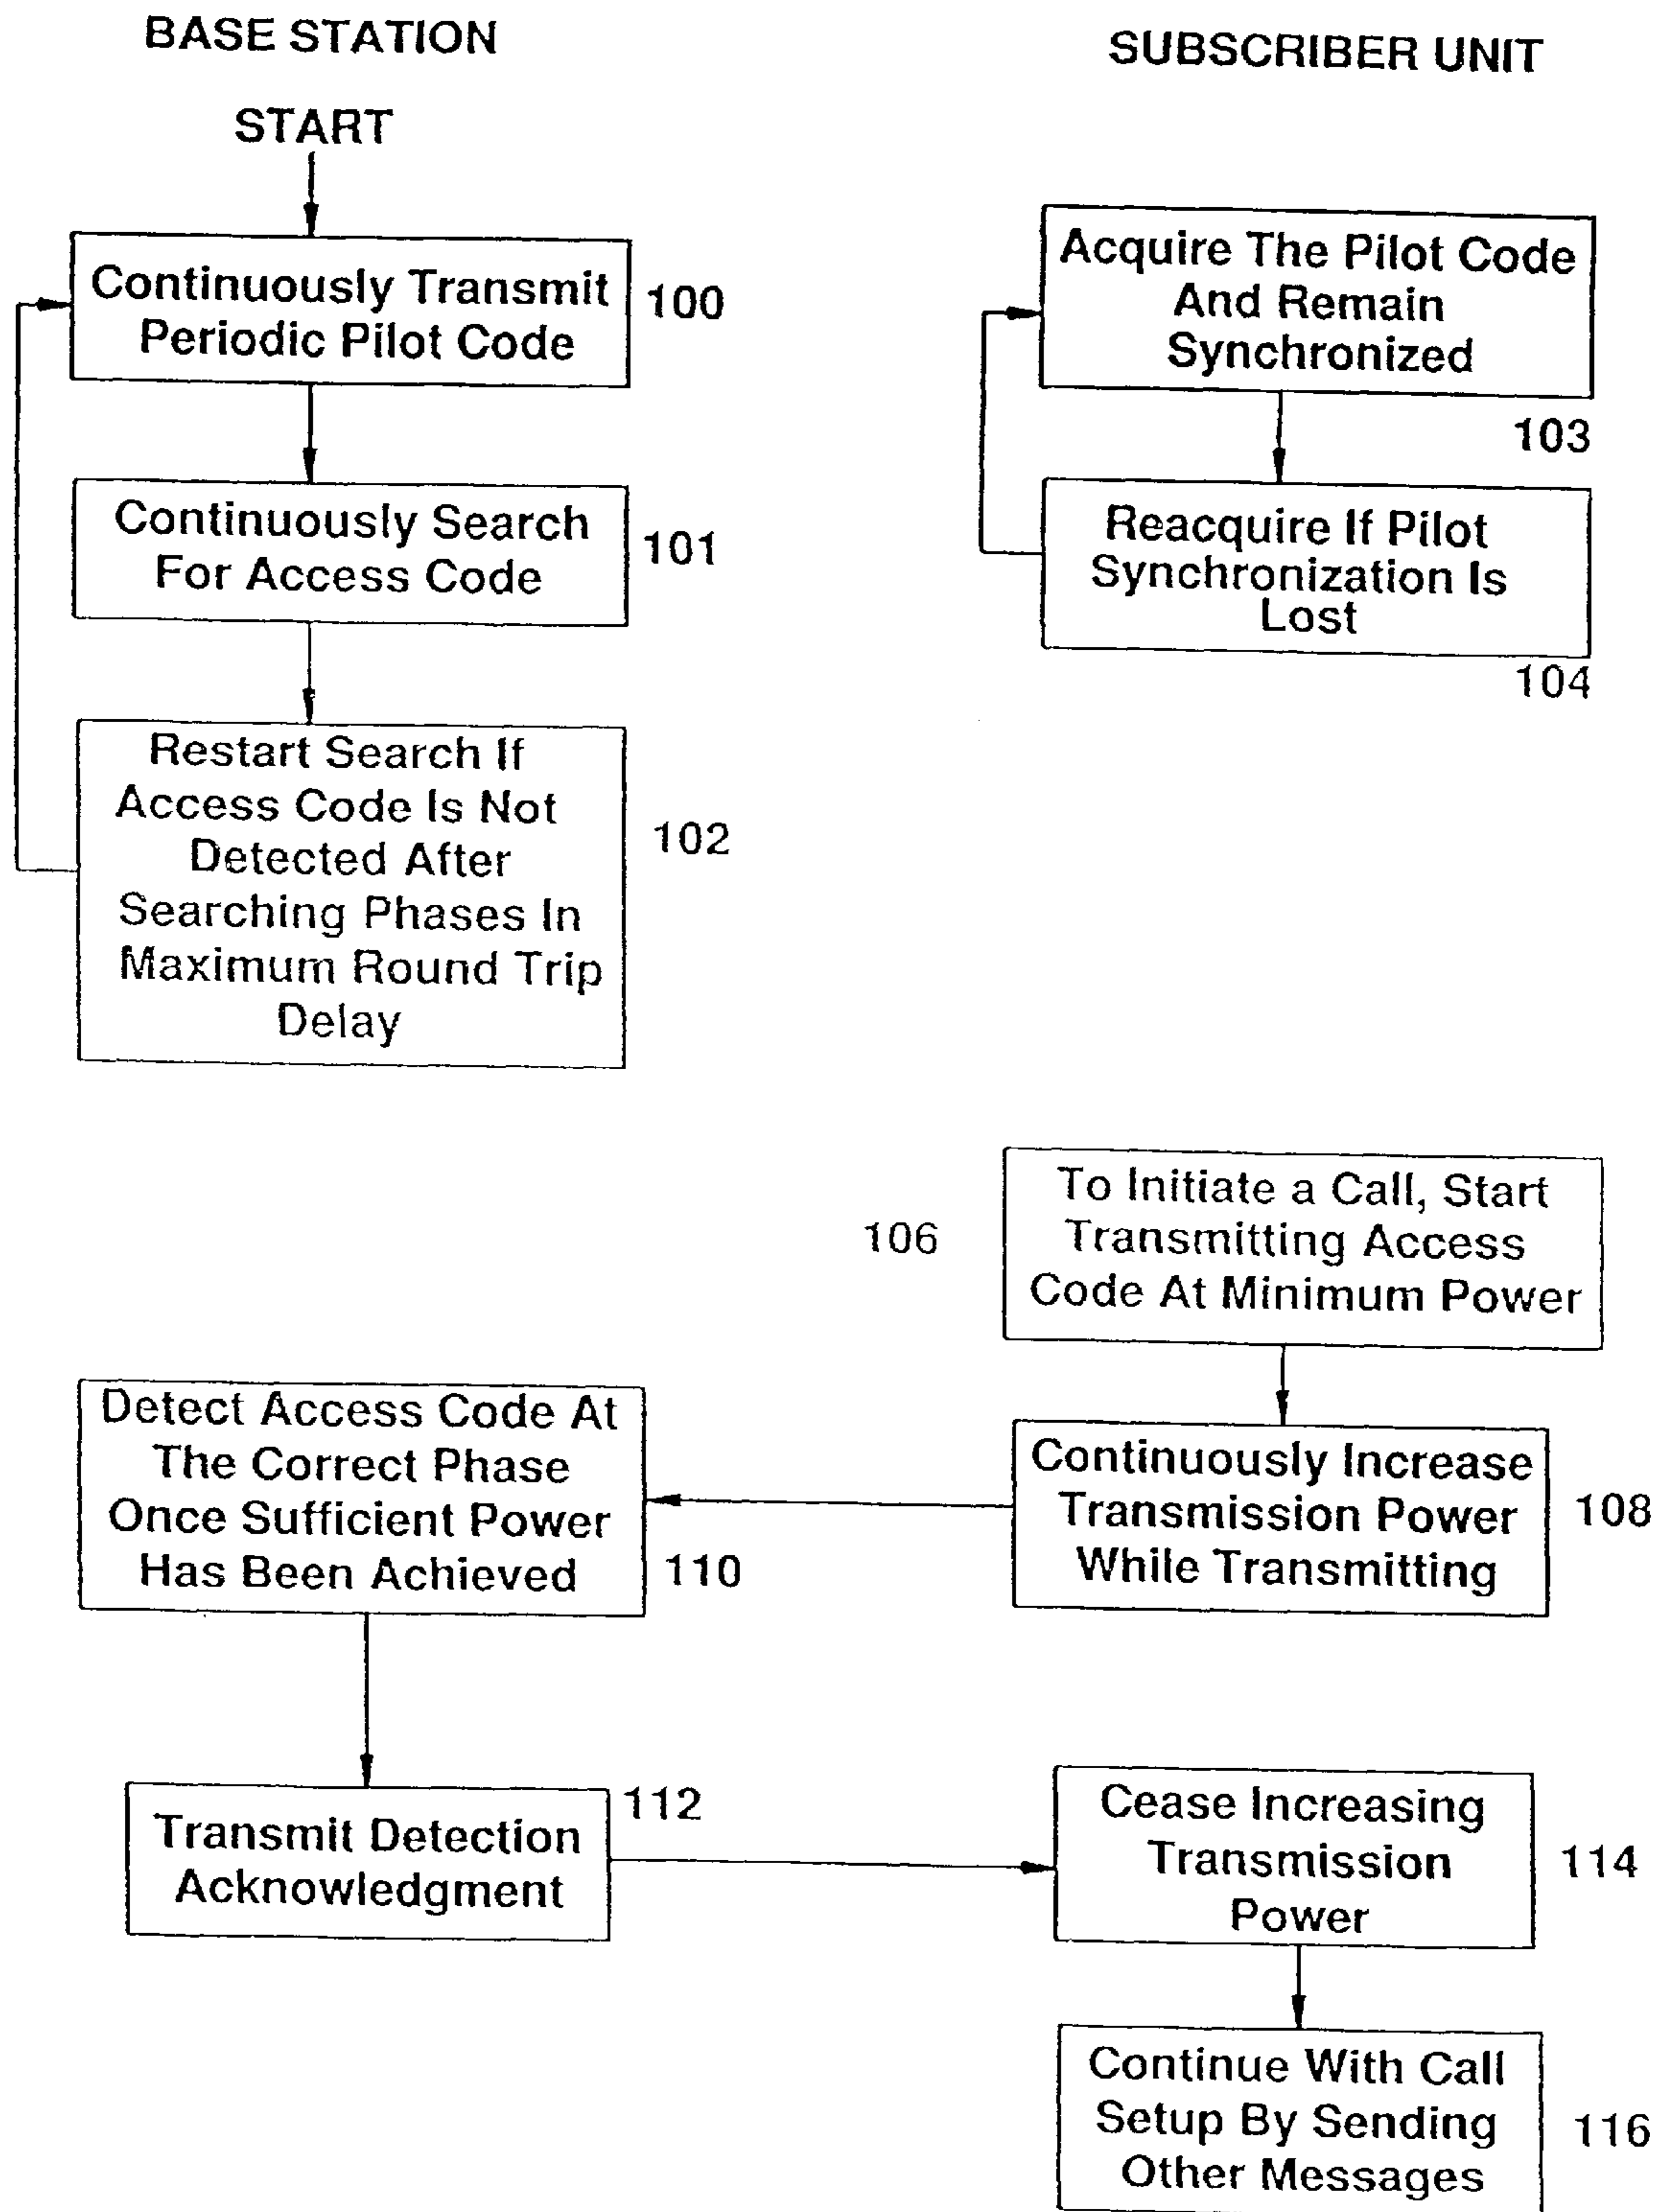 BASE STATION
SUBSCRIBER UNIT
START
Continuously Transmit
Periodic Pilot Code
100
Acquire The Pilot Code
And Remain
Synchronized
103
Continuously Search
For Access Code
101
Reacquire If Pilot
Synchronization Is
Lost
104
Restart Search If
Access Code Is Not
Detected After
Searching Phases In
Maximum Round Trip
Delay
102
106
To Initiate a Call, Start
Transmitting Access
Code At Minimum Power
Continuously Increase
Transmission Power
While Transmitting
108
Detect Access Code At
The Correct Phase
Once Sufficient Power
Has Been Achieved
110
112
Transmit Detection
Acknowledgment
Cease Increasing
Transmission
Power
114
Continue With Call
Setup By Sending
Other Messages
116